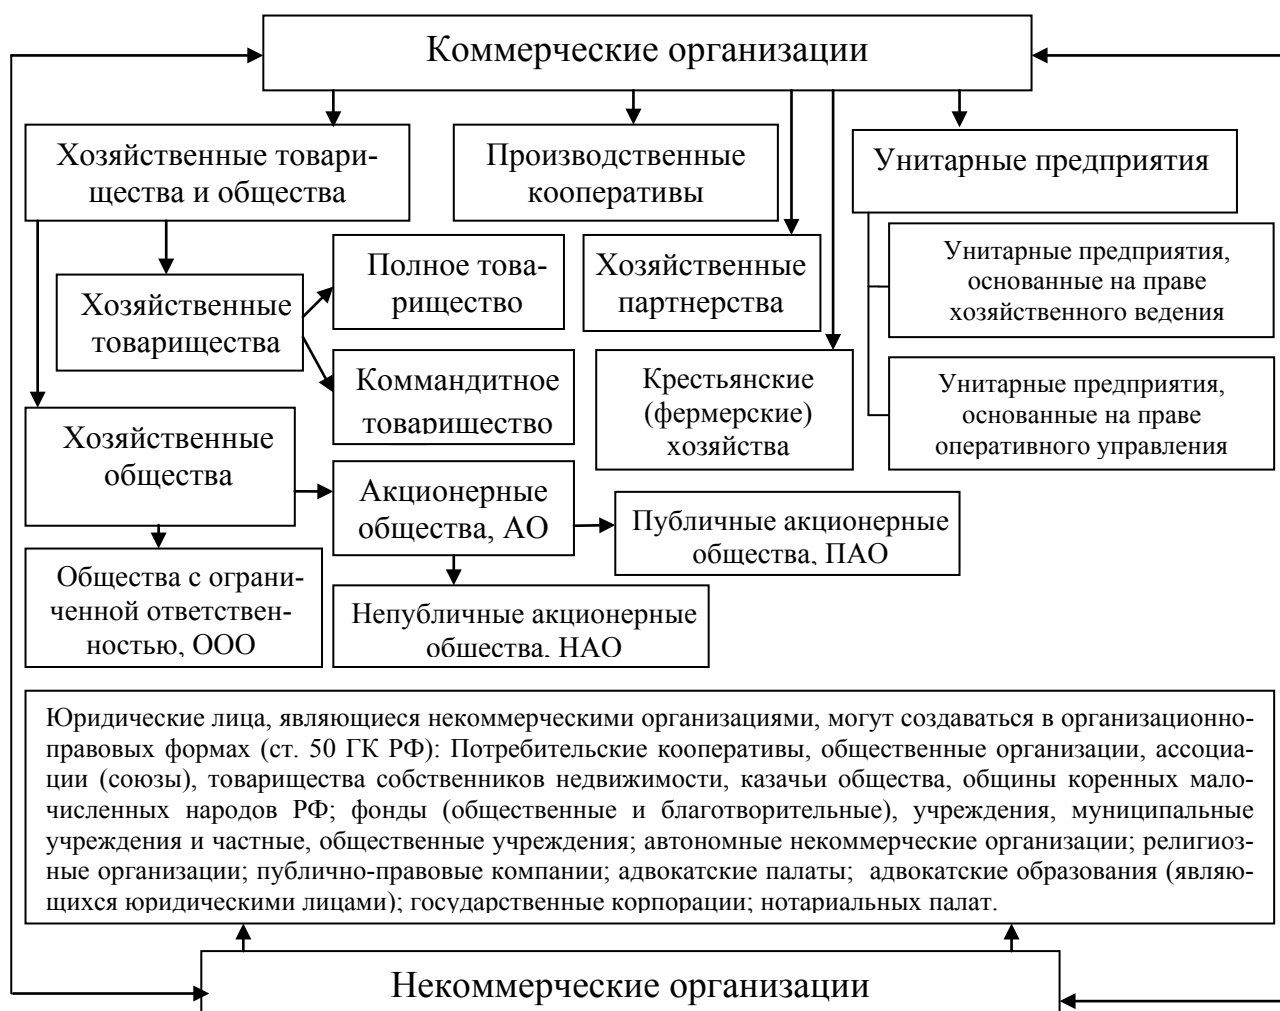 Коммерческие организации
Хозяйственные товари-
щества и общества
Производственные
кооперативы
Унитарные предприятия
Унитарные предприятия,
основанные на праве
хозяйственного ведения
Полное това-
рищество
Хозяйственные
партнерства
Хозяйственные
товарищества
Коммандитное
товарищество
Крестьянские
(фермерские)
хозяйства
Унитарные предприятия,
основанные на праве
оперативного управления
Хозяйственные
общества
Акционерные
общества, АО
Публичные акционерные
общества, ПАО
Общества с ограни-
ченной ответствен-
ностью, ООО
Непубличные акционерные
общества, НАО
Юридические лица, являющиеся некоммерческими организациями, могут создаваться в организационно-
правовых формах (ст. 50 ГК РФ): Потребительские кооперативы, общественные организации, ассоциа-
ции (союзы), товарищества собственников недвижимости, казачьи общества, общины коренных мало-
численных народов РФ; фонды (общественные и благотворительные), учреждения, муниципальные
учреждения и частные, общественные учреждения; автономные некоммерческие организации; религиоз-
ные организации; публично-правовые компании; адвокатские палаты; адвокатские образования (являю-
щихся юридическими лицами); государственные корпорации; нотариальных палат.
Некоммерческие организации